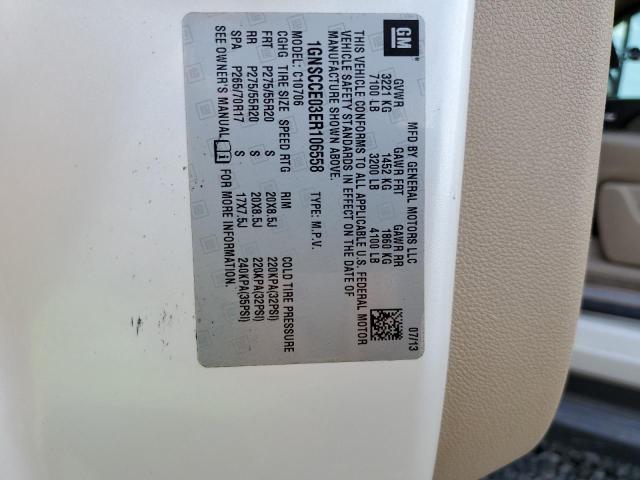 GM
MFD BY GENERAL MOTORS LLC
07/13
GVWR GAWR FRT GAWR RR
3221 KG 1452 KG 1860 KG
7100 LB 3200 LB 4100 LB
THIS VEHICLE CONFORMS TO ALL APPLICABLE U.S. FEDERAL MOTOR
VEHICLE SAFETY STANDARDS IN EFFECT ON THE DATE OF
MANUFACTURE SHOWN ABOVE.
1GNSCCE03ER106558 TYPE: M.P.V.
MODEL: C10706
CGHG TIRE SIZE SPEED RTG RIM COLD TIRE PRESSURE
FRT P275/55R20 S 20X8.5J 220KPA(32PSI)
RR P275/55R20 S 20X8.5J 220KPA(32PSI)
SPA P265/70R17 S 17X7.5J 240KPA(35PSI)
SEE OWNER'S MANUAL FOR MORE INFORMATION.